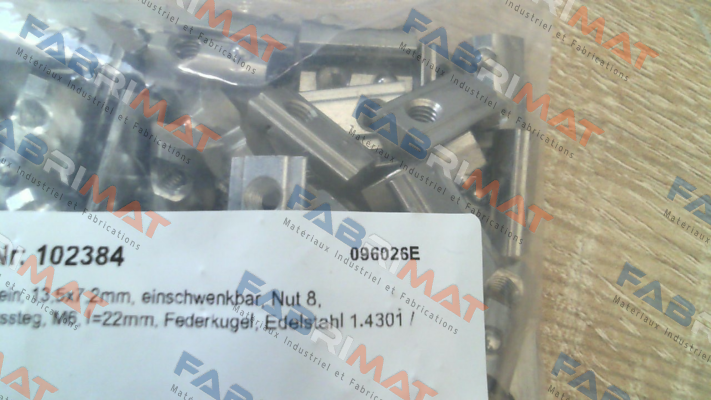 Nr: 102384 096026E
ein, 13.5x7.2mm, einschwenkbar, Nut 8,
ssteg, M6, l=22mm, Federkugel, Edelstahl 1.4301 /
FABRIMAT
Materiaux Industriel et Fabrications